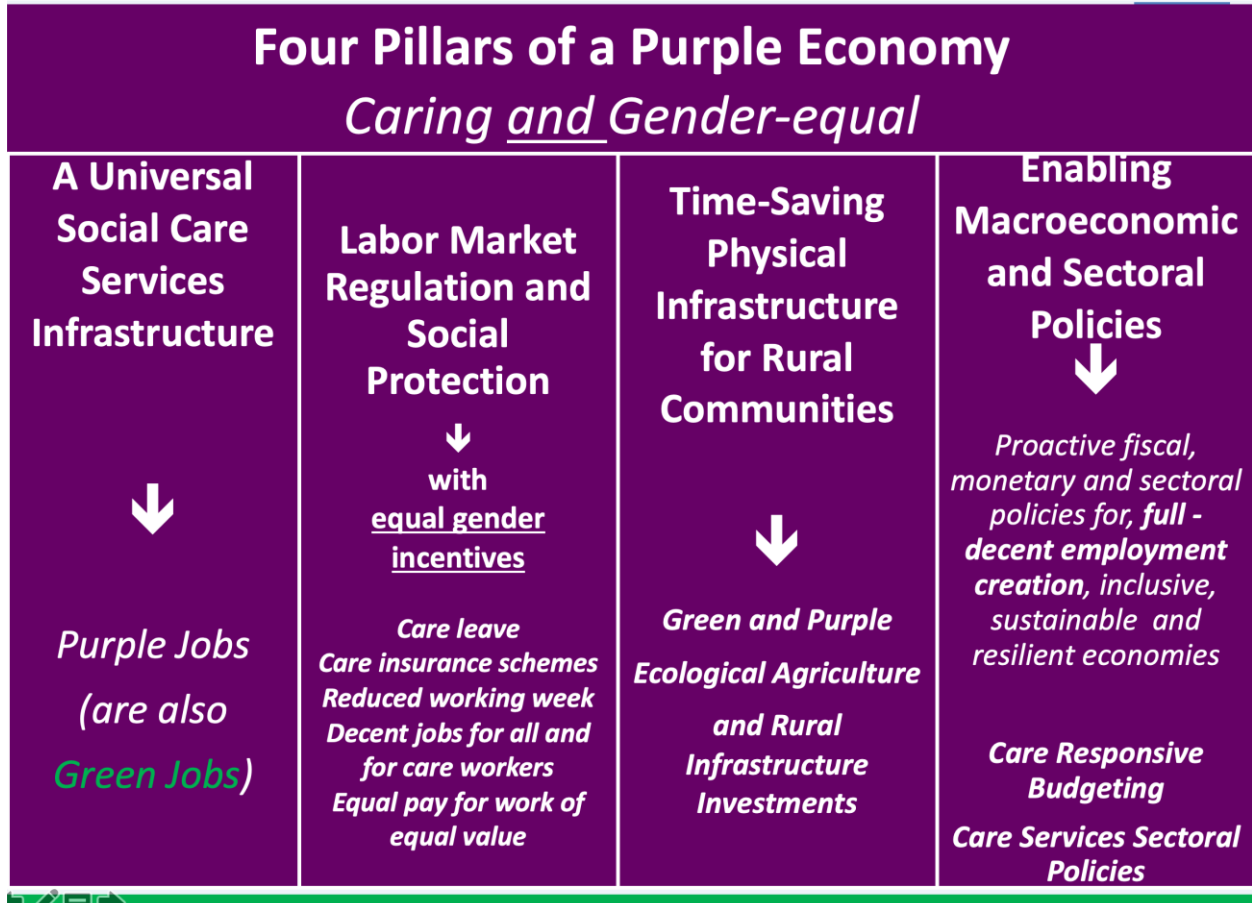 Four Pillars of a Purple Economy
Caring and Gender-equal
A Universal
Social Care
Services
Infrastructure
Purple Jobs
(are also
Green Jobs)
Labor Market
Regulation and
Social
Protection
with
equal gender
incentives
Care leave
Care insurance schemes
Reduced working week
Decent jobs for all and
for care workers
Equal pay for work of
equal value
Time-Saving
Physical
Infrastructure
for Rural
Communities
Green and Purple
Ecological Agriculture
and Rural
Infrastructure
Investments
Enabling
Macroeconomic
and Sectoral
Policies
Proactive fiscal,
monetary and sectoral
policies for, full -
decent employment
creation, inclusive,
sustainable and
resilient economies
Care Responsive
Budgeting
Care Services Sectoral
Policies